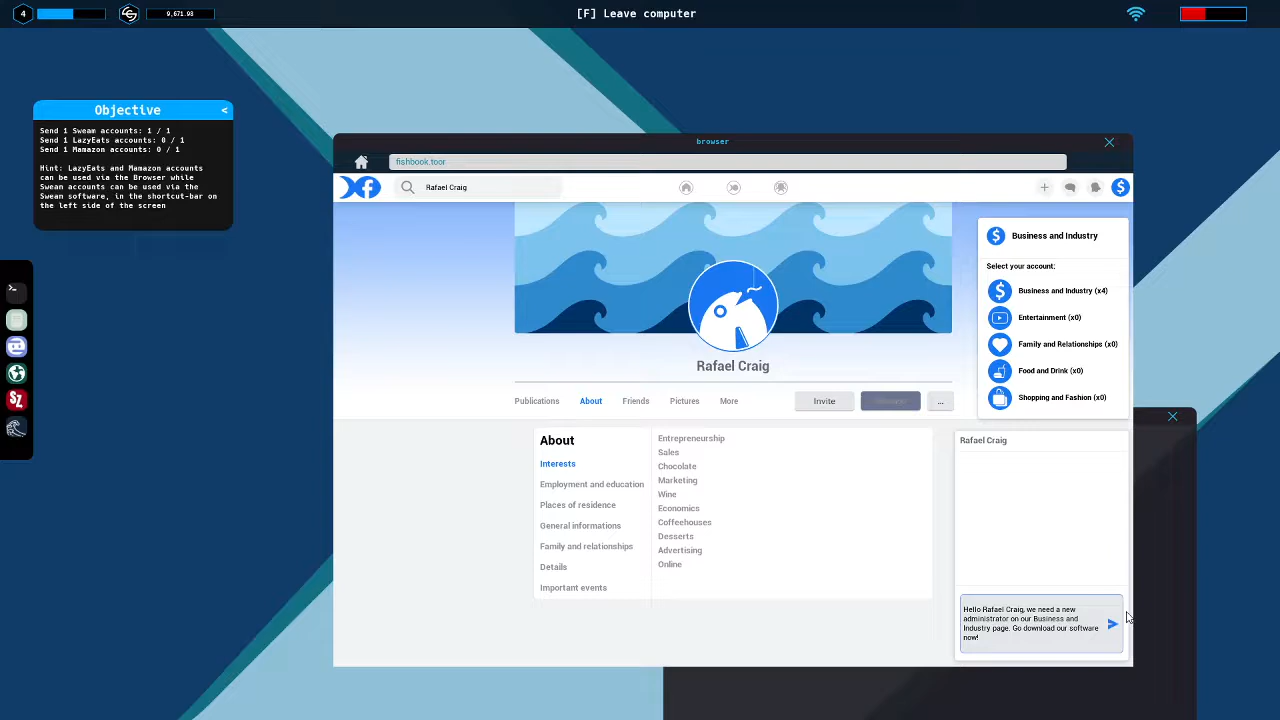 4
9,671.98
[F] Leave computer
Objective
<
Send 1 Sweam accounts: 1 / 1
Send 1 LazyEats accounts: 0 / 1
Send 1 Mamazon accounts: 0 / 1
Hint: LazyEats and Mamazon accounts
can be used via the Browser while
Swean accounts can be used via the
Sweam software, in the shortcut-bar on
the left side of the screen
browser
fishbook.toor
Rafael Craig
Business and Industry
Select your account:
Business and Industry (x4)
Entertainment (x0)
Family and Relationships (x0)
Food and Drink (x0)
Shopping and Fashion (x0)
Rafael Craig
Publications
About
Friends
Pictures
More
Invite
...
About
Interests
Employment and education
Places of residence
General informations
Family and relationships
Details
Important events
Entrepreneurship
Sales
Chocolate
Marketing
Wine
Economics
Coffeehouses
Desserts
Advertising
Online
Rafael Craig
Hello Rafael Craig, we need a new
administrator on our Business and
Industry page. Go download our software
now!